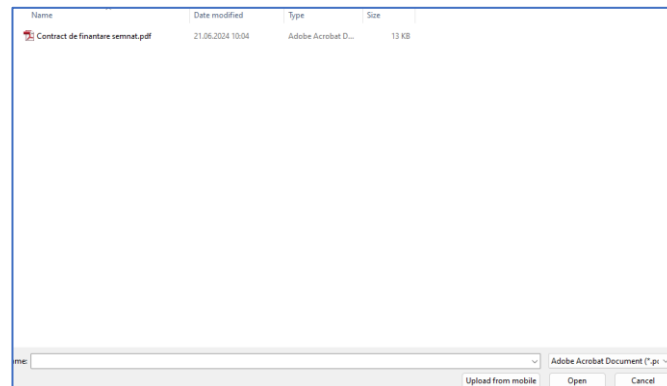 Name Date modified Type Size
Contract de finantare semnat.pdf 21.06.2024 10:04 Adobe Acrobat D... 13 KB
me: Adobe Acrobat Document (*.p
Upload from mobile Open Cancel